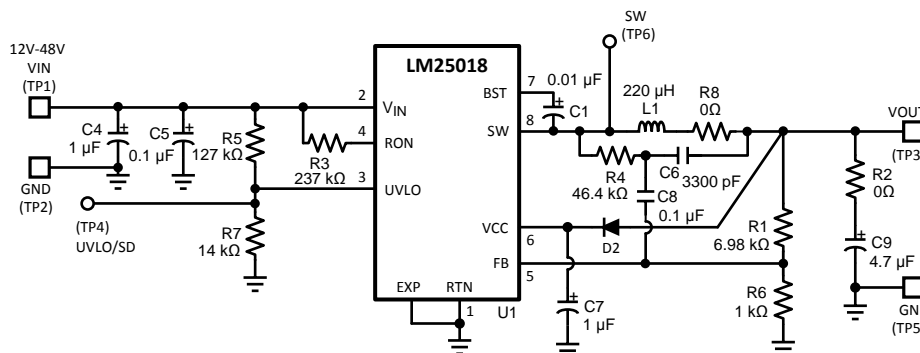 SW
(TP6)
12V-48V
VIN
(TP1)
LM25018
7
0.01 µF
220 µH
L1
R8
0Ω
BST
+
C1
VOUT
(TP3
2
VIN
8
SW
C4
+
1 µF
C5
+
0.1 µF
R5
127 kΩ
4
RON
R3
237 kΩ
R4
46.4 kΩ
C6
3300 pF
R2
0Ω
GND
(TP2)
3
UVLO
C8
0.1 µF
(TP4)
UVLO/SD
R7
14 kΩ
VCC
6
D2
R1
6.98 kΩ
+
C9
4.7 µF
FB
5
EXP
RTN
1
U1
+
C7
1 µF
R6
1 kΩ
GN
(TP5